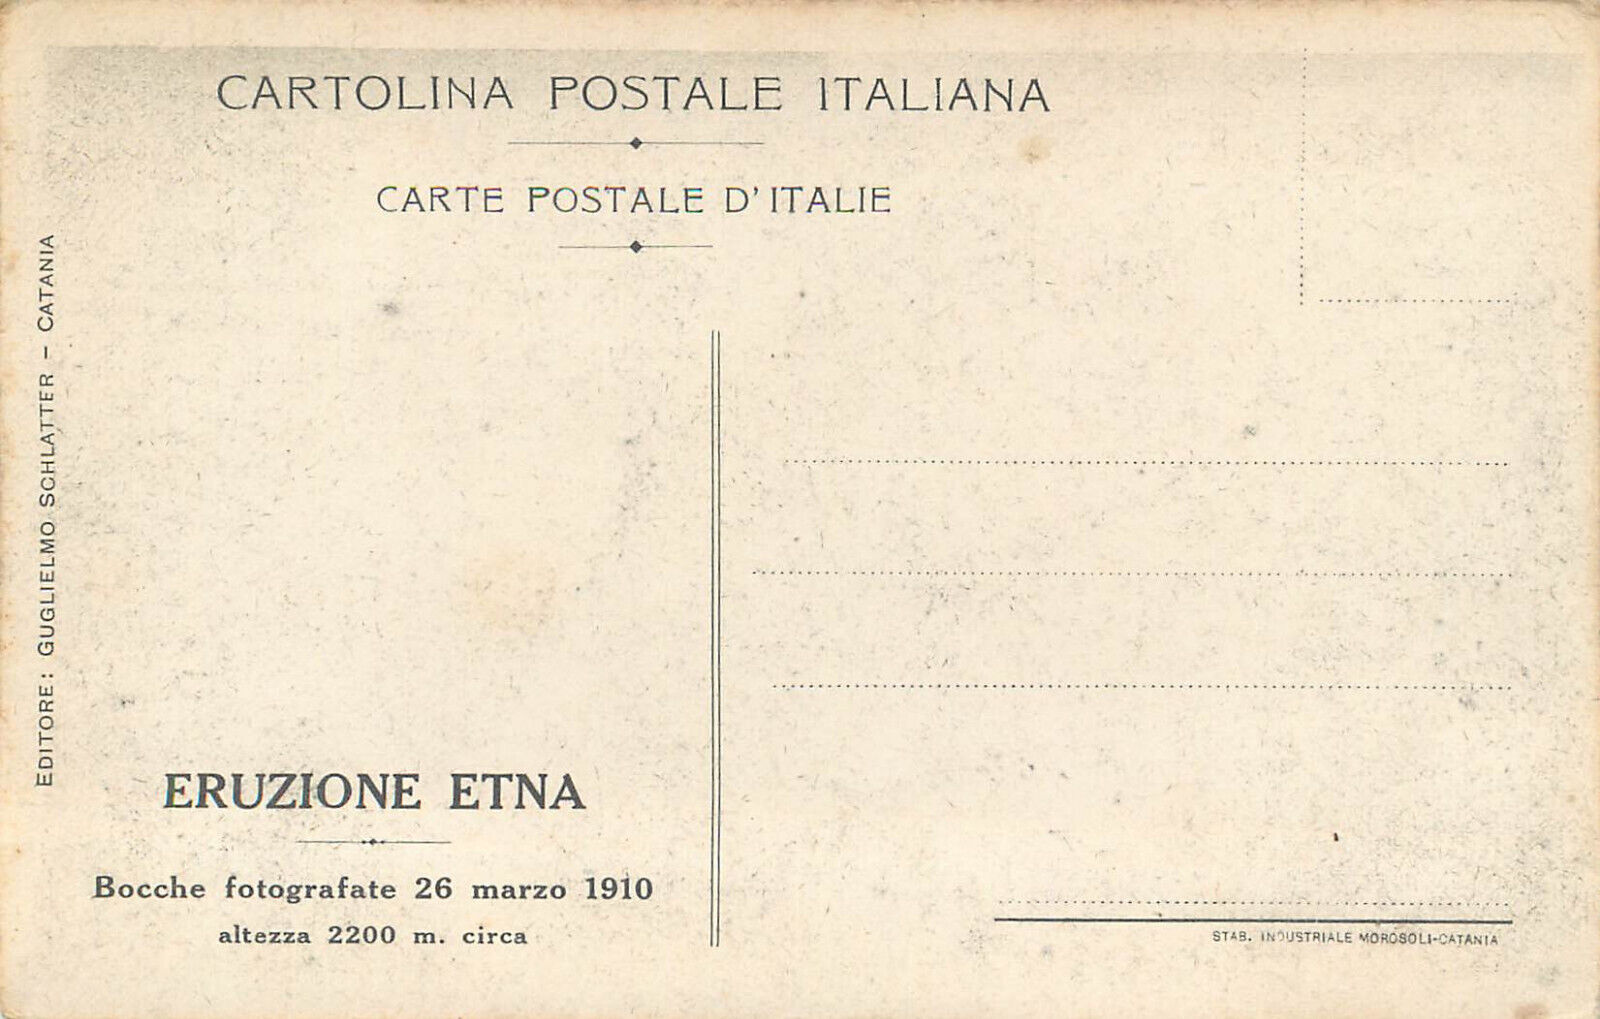 CARTOLINA POSTALE ITALIANA
CARTE POSTALE D'ITALIE
EDITORE: GUGLIELMO SCHLATTER – CATANIA
ERUZIONE ETNA
Bocche fotografate 26 marzo 1910
altezza 2200 m. circa
STAB. INDUSTRIALE MOROSOLI-CATANIA